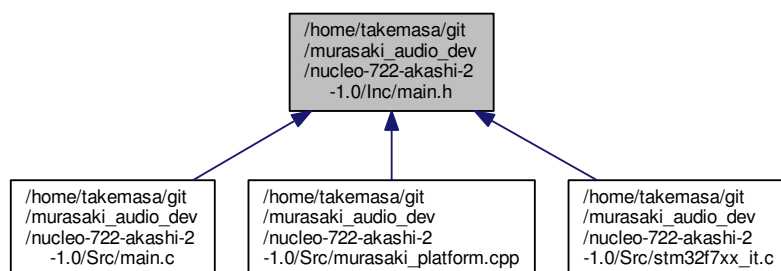 /home/takemasa/git
/murasaki_audio_dev
/nucleo-722-akashi-2
-1.0/Inc/main.h
/home/takemasa/git
/murasaki_audio_dev
/nucleo-722-akashi-2
-1.0/Src/main.c
/home/takemasa/git
/murasaki_audio_dev
/nucleo-722-akashi-2
-1.0/Src/murasaki_platform.cpp
/home/takemasa/git
/murasaki_audio_dev
/nucleo-722-akashi-2
-1.0/Src/stm32f7xx_it.c